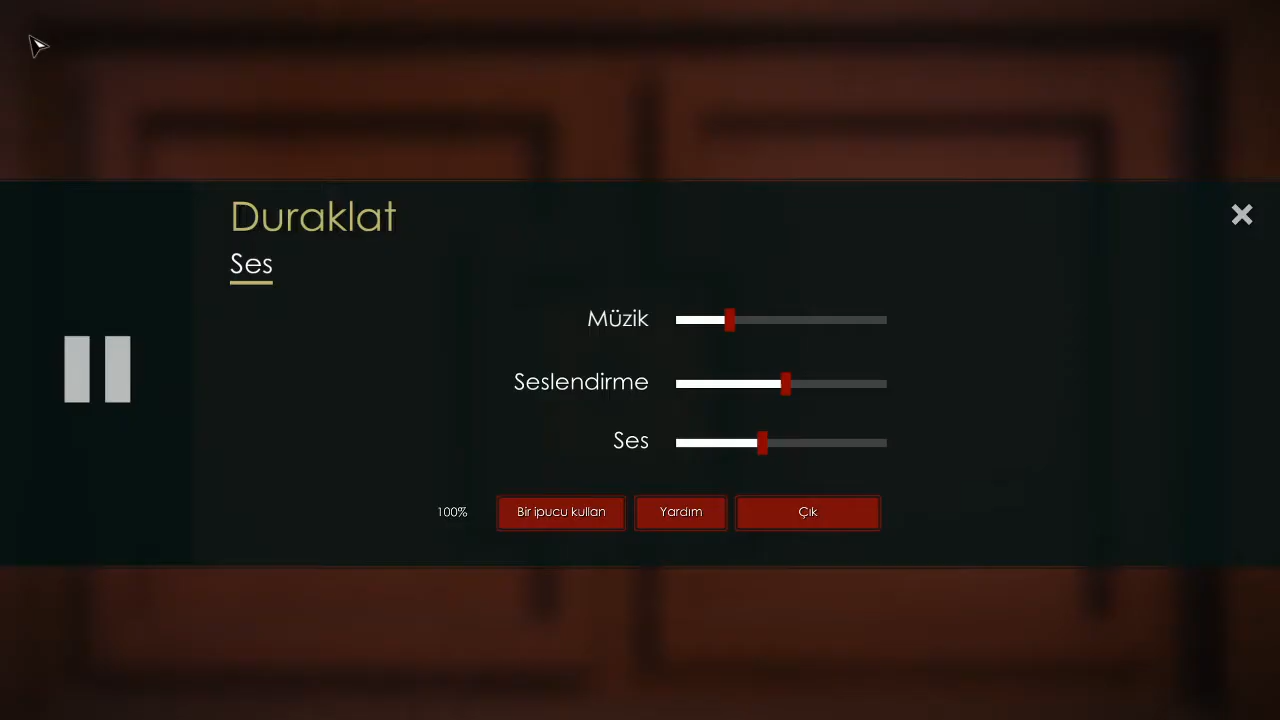 Duraklat
Ses
Müzik
Seslendirme
Ses
100% Bir ipucu kullan Yardım Çık